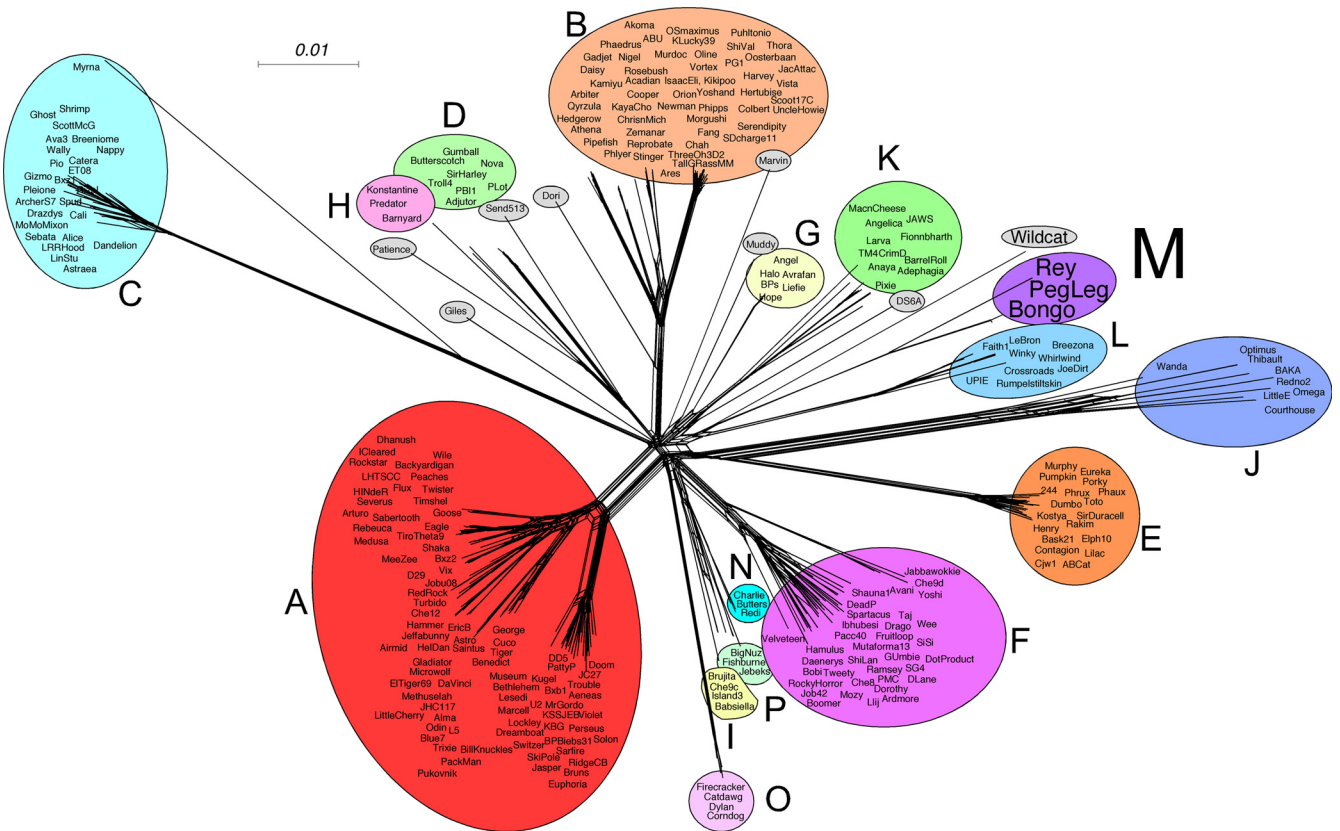 0.01
C
Myrna
Shrimp
Ghost
ScottMcG
Ava3 Breeniome
Wally Nappy
Pio Catera
ET08
Gizmo Bxz1
Pleione
ArcherS7 Spud
Drazdys Cali
MoMoMixon
Sebata Alice
LRRHood Dandelion
LinStu
Astraea
D
Gumball
Butterscotch Nova
SirHarley
Troll4
PBI1 PLot
Adjutor
H
Konstantine
Predator
Barnyard
Send513
Dori
Patience
Giles
B
Akoma
OSmaximus Puhltonio
Phaedrus ABU KLucky39
ShiVal Thora
Gadjet Nigel Murdoc Oline Oosterbaan
Daisy Rosebush Vortex PG1 JacAttac
Kamiyu Acadian IsaacEli, Kikipoo Harvey Vista
Arbiter Cooper Orion Yoshand Hertubise
Scoot17C
Qyrzula KayaCho Newman Phipps Colbert UncleHowie
Hedgerow ChrisnMich Morgushi
Athena Zemanar Fang Serendipity
Pipefish Reprobate Chah SDcharge11
Phlyer Stinger ThreeOh3D2
TallGRassMM
Ares
Marvin
G
Muddy
Angel
Halo Avrafan
BPs Liefie
Hope
K
MacnCheese
Angelica JAWS
Larva Fionnbharth
TM4 CrimD
Anaya BarrelRoll
Adephagia
Pixie
DS6A
Wildcat
M
Rey
PegLeg
Bongo
L
Faith1 LeBron Breezona
Winky
Whirlwind
Crossroads JoeDirt
UPIE Rumpelstiltskin
J
Wanda
Optimus
Thibault
BAKA
Redno2
LittleE Omega
Courthouse
E
Murphy Eureka
Pumpkin Porky
244 Phrux Phaux
Dumbo Toto
Kostya SirDuracell
Henry Rakim
Bask21 Elph10
Contagion Lilac
Cjw1 ABCat
A
Dhanush
ICleared Wile
Rockstar Backyardigan
LHTSCC Peaches
HINdeR Flux Twister
Severus Timshel
Arturo Goose
Sabertooth
Rebeuca Eagle
Medusa TiroTheta9
Shaka
MeeZee Bxz2
Vix
D29
Jobu08
RedRock
Turbido
Che12
Hammer EricB George
Jeffabunny Astro Cuco
Airmid HelDan Saintus Tiger
Gladiator Benedict DD5 Doom
Microwoll PattyP
JC27
ElTiger69 DaVinci Museum Kugel Trouble
Methuselah Bethlehem Bxb1 Aeneas
JHC117 Lesedi U2 MrGordo
LittleCherry Alma Marcell KSSJEB Violet
Odin L5 Lockley KBG Perseus
Blue7 Dreamboat BPBiebs31 Solon
Trixie BillKnuckles Switzer Sarfire
PackMan SkiPole RidgeCB
Pukovnik Jasper Bruns
Euphoria
N
Charlie
Butters
Redi
F
Jabbawokkie
Shauna1 Avani Che9d
Yoshi
DeadP
Spartacus Taj
Ibhubesi Drago Wee
Velveteen Pacc40 Fruitloop SiSi
Hamulus Mutaforma13
Daenerys ShiLan GUmbie DotProduct
Bobi Tweety Ramsey SG4
RockyHorror Che8 PMC DLane
Job42 Mozy Dorothy
Boomer Llij Ardmore
P
BigNuz
Fishburne
Jebeks
I
Brujita
Che9c
Island3
Babsiella
O
Firecracker
Catdawg
Dylan
Corndog